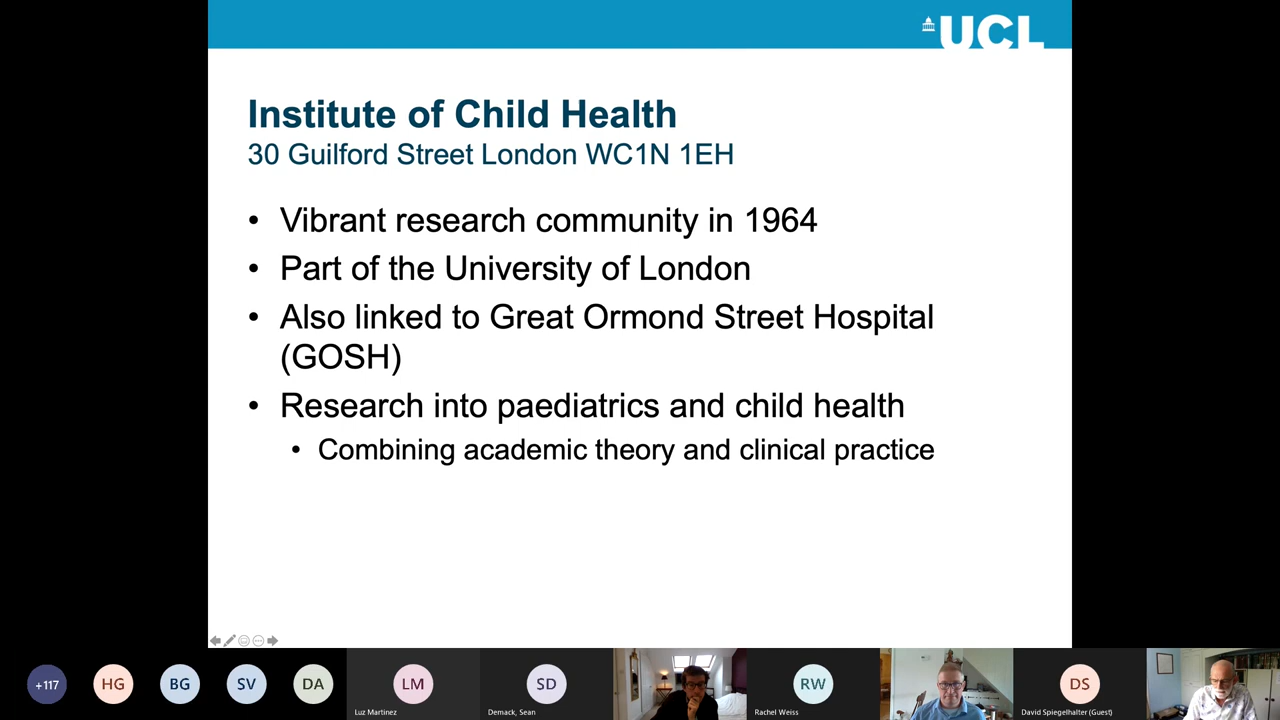 UCL
Institute of Child Health
30 Guilford Street London WC1N 1EH
• Vibrant research community in 1964
• Part of the University of London
• Also linked to Great Ormond Street Hospital
(GOSH)
• Research into paediatrics and child health
• Combining academic theory and clinical practice
+117
HG
BG
SV
DA
LM
Luz Martinez
SD
Demack, Sean
RW
Rachel Weiss
DS
David Spiegelhalter (Guest)